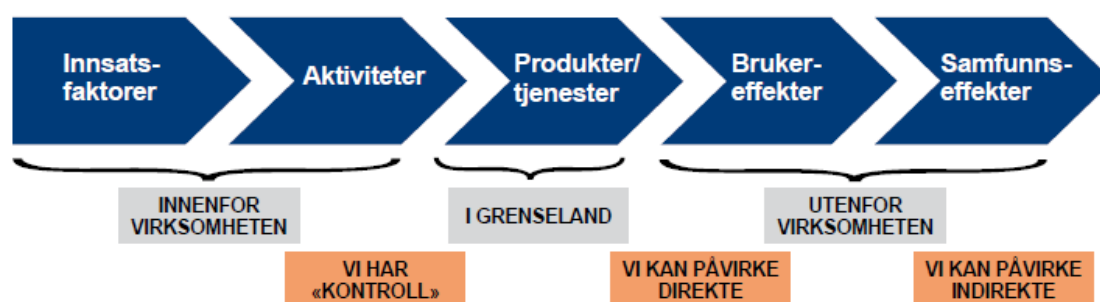 Innsats-
faktorer
Aktiviteter
Produkter/
tjenester
Bruker-
effekter
Samfunns-
effekter
INNENFOR
VIRKSOMHETEN
I GRENSELAND
UTENFOR
VIRKSOMHETEN
VI HAR
«KONTROLL»
VI KAN PÅVIRKE
DIREKTE
VI KAN PÅVIRKE
INDIREKTE